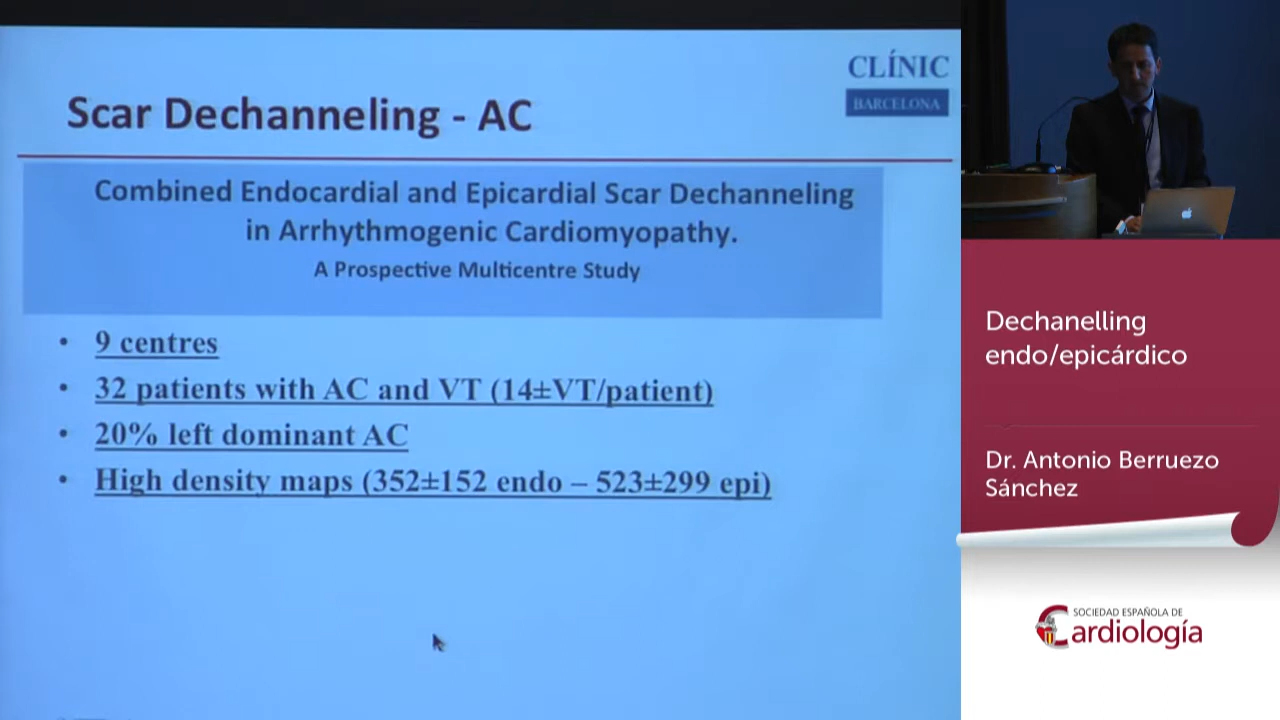 CLÍNIC
BARCELONA
Scar Dechanneling - AC
Combined Endocardial and Epicardial Scar Dechanneling
in Arrhythmogenic Cardiomyopathy.
A Prospective Multicentre Study
• 9 centres
• 32 patients with AC and VT (14±VT/patient)
• 20% left dominant AC
• High density maps (352±152 endo – 523±299 epi)
Dechanelling
endo/epicárdico
Dr. Antonio Berruezo
Sánchez
SOCIEDAD ESPAÑOLA DE
Cardiología